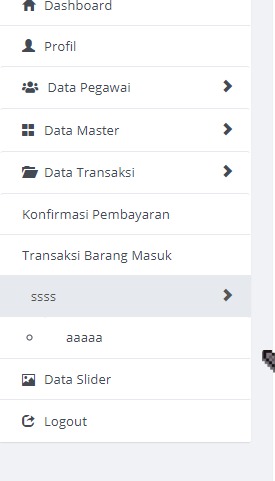 Dashboard
Profil
Data Pegawai
Data Master
Data Transaksi
Konfirmasi Pembayaran
Transaksi Barang Masuk
ssss
aaaaa
Data Slider
Logout